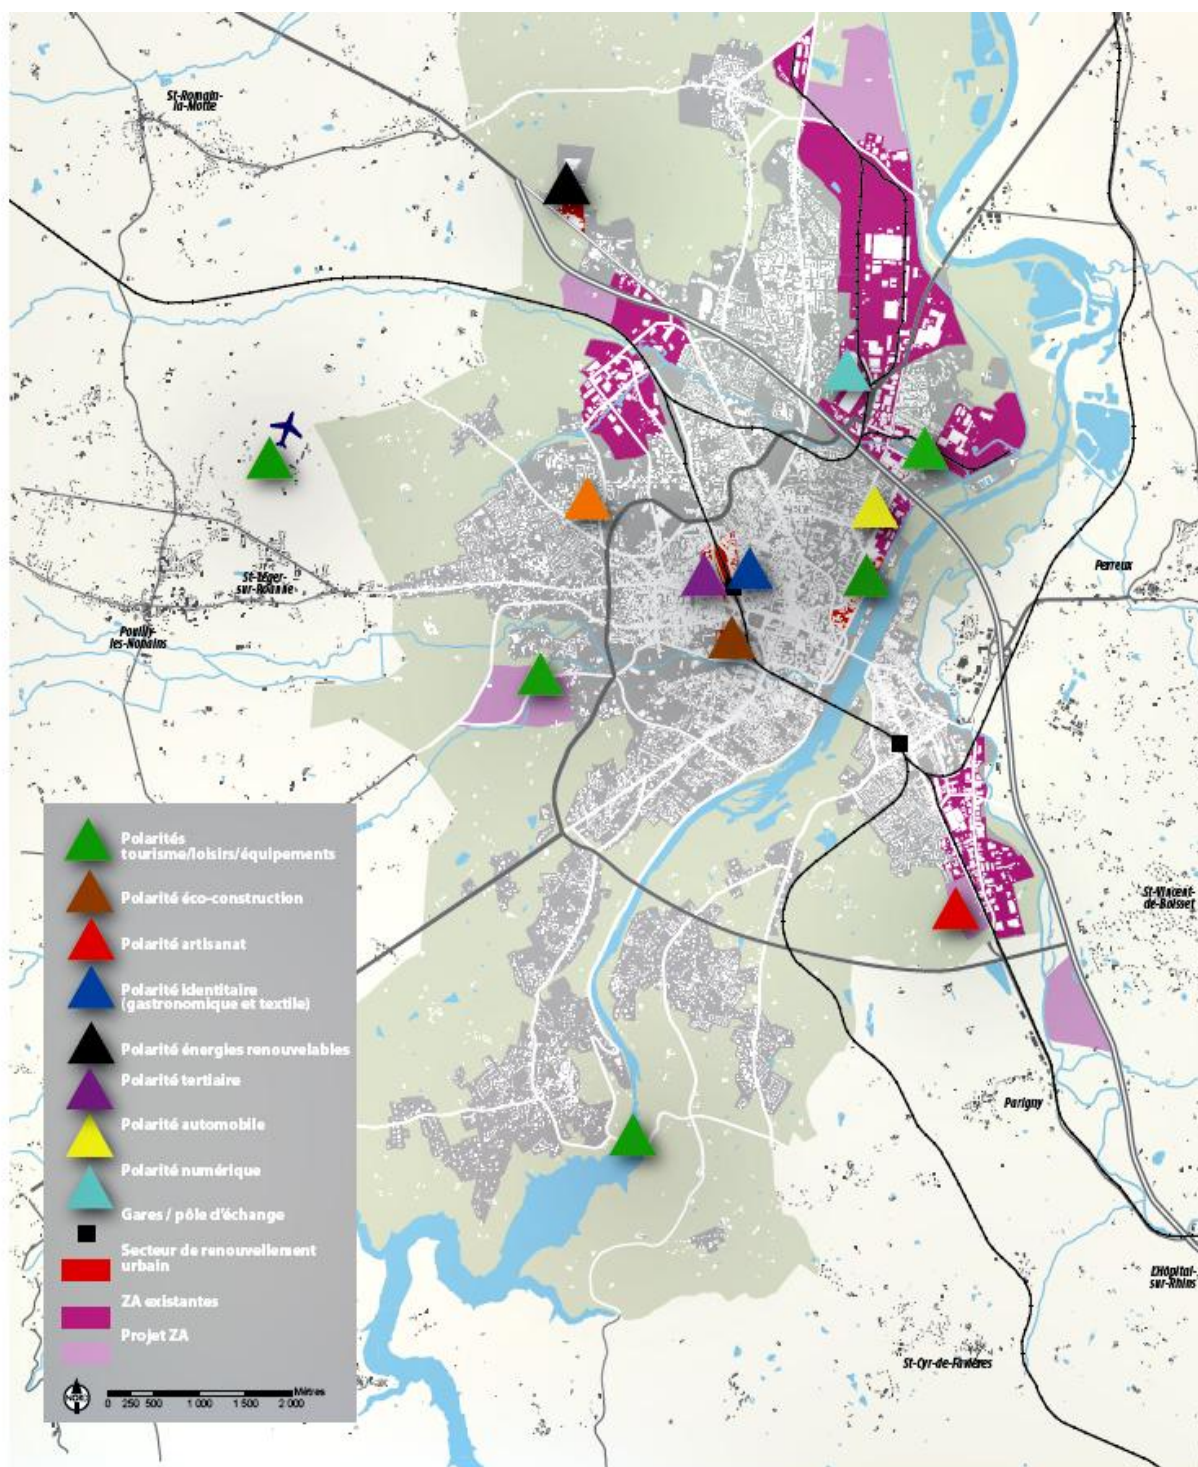 St-Romain-
la-Motte
St-Léger-
sur-Roanne
Pouilly-
les-Nonains
Perreux
St-Vincent-
de-Boisset
Parigny
L'Hôpital-
sur-Rhins
St-Cyr-de-Favières
Polarités
tourisme/loisirs/équipements
Polarité éco-construction
Polarité artisanat
Polarité identitaire
(gastronomique et textile)
Polarité énergies renouvelables
Polarité tertiaire
Polarité automobile
Polarité numérique
Gares / pôle d'échange
Secteur de renouvellement
urbain
ZA existantes
Projet ZA
NORD
Mètres
0 250 500 1 000 1 500 2 000